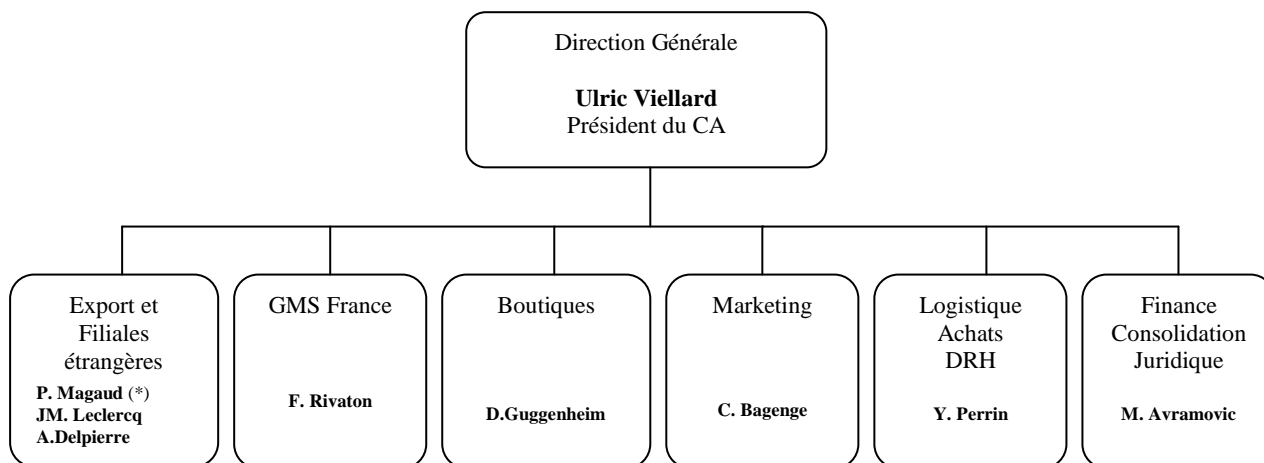 Direction Générale
Ulric Viellard
Président du CA
Export et
Filiales
étrangères
P. Magaud (*)
JM. Leclercq
A.Delpierre
GMS France
F. Rivaton
Boutiques
D.Guggenheim
Marketing
C. Bagenge
Logistique
Achats
DRH
Y. Perrin
Finance
Consolidation
Juridique
M. Avramovic